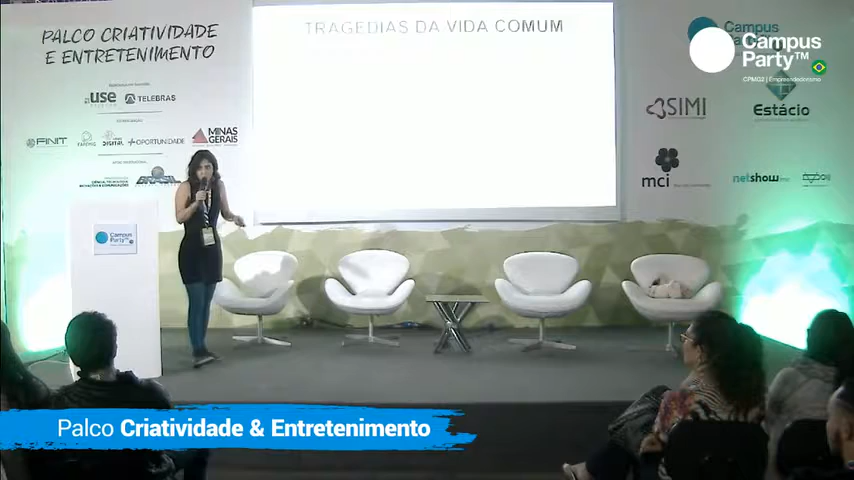 PALCO CRIATIVIDADE
E ENTRETENIMENTO
TRAGEDIAS DA VIDA COMUM
Campus
Party™
CPMG2 | Empreendedorismo
use
TELEBRAS
FINIT
DIGITAL
+OPORTUNIDADE
MINAS
GERAIS
SIMI
Estácio
mci
netshow
Campus
Party
Palco Criatividade & Entretenimento